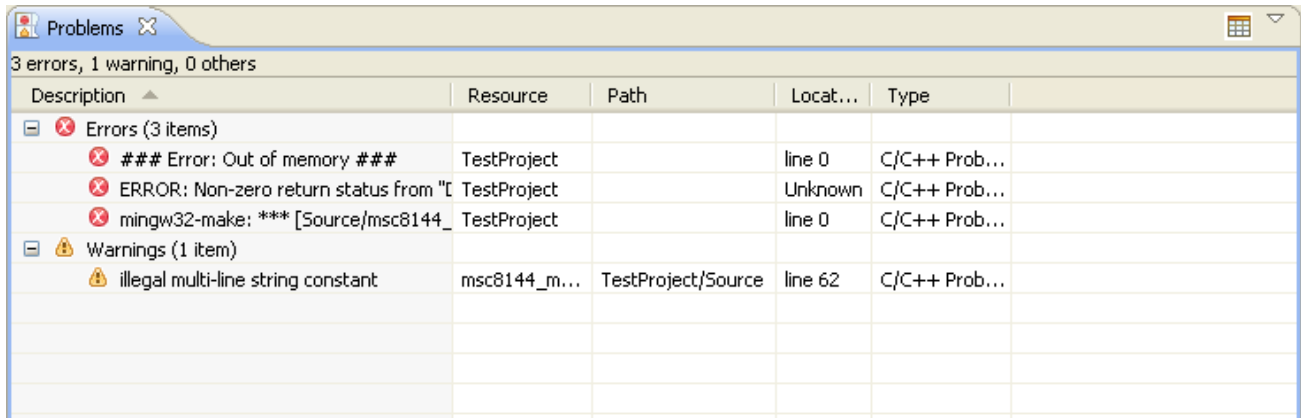 Problems
3 errors, 1 warning, 0 others
Description Resource Path Locat... Type
Errors (3 items)
### Error: Out of memory ### TestProject line 0 C/C++ Prob...
ERROR: Non-zero return status from " TestProject Unknown C/C++ Prob...
mingw32-make: *** [Source/msc8144_ TestProject line 0 C/C++ Prob...
Warnings (1 item)
illegal multi-line string constant msc8144_m... TestProject/Source line 62 C/C++ Prob...